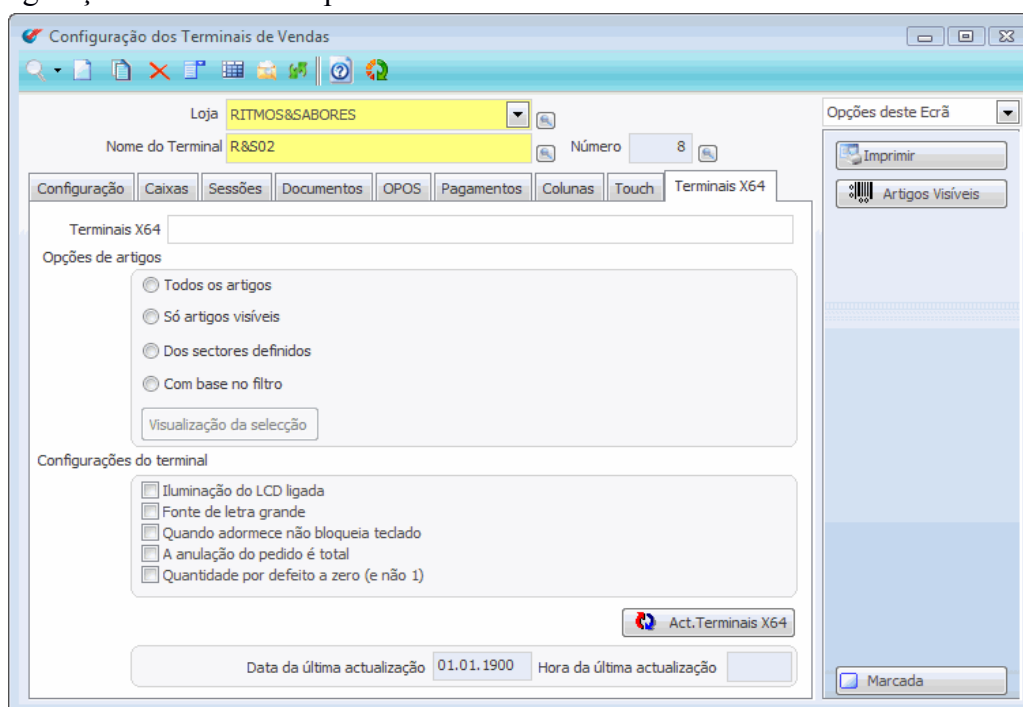 Configuração dos Terminais de Vendas
Loja RITMOS&SABORES
Opções deste Ecrã
Nome do Terminal R&S02 Número 8
Imprimir
Configuração Caixas Sessões Documentos OPOS Pagamentos Colunas Touch Terminais X64
Artigos Visíveis
Terminais X64
Opções de artigos
Todos os artigos
Só artigos visíveis
Dos sectores definidos
Com base no filtro
Visualização da selecção
Configurações do terminal
Iluminação do LCD ligada
Fonte de letra grande
Quando adormece não bloqueia teclado
A anulação do pedido é total
Quantidade por defeito a zero (e não 1)
Act.Terminais X64
Data da última actualização 01.01.1900 Hora da última actualização
Marcada